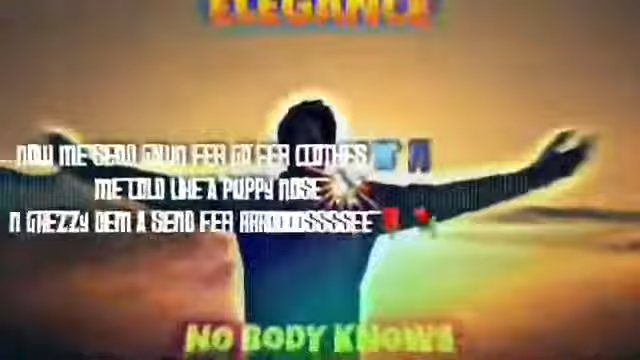 ELEGANCE
...NOW ME SEND DOWN FEH GO FEH CLOTHES
ME COLD LIKE A PUPPY NOSE
N GREZZY DEM A SEND FEH
NO BODY KNOWS